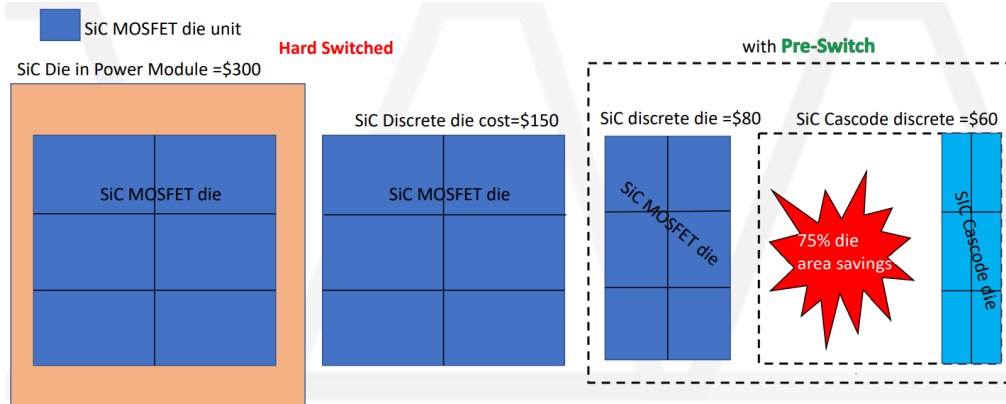 SiC MOSFET die unit
Hard Switched
with Pre-Switch
SiC Die in Power Module =$300
SiC Discrete die cost=$150
SiC discrete die =$80
SiC Cascode discrete =$60
SiC MOSFET die
SiC MOSFET die
SiC MOSFET die
75% die
area savings
SIC Cascode die